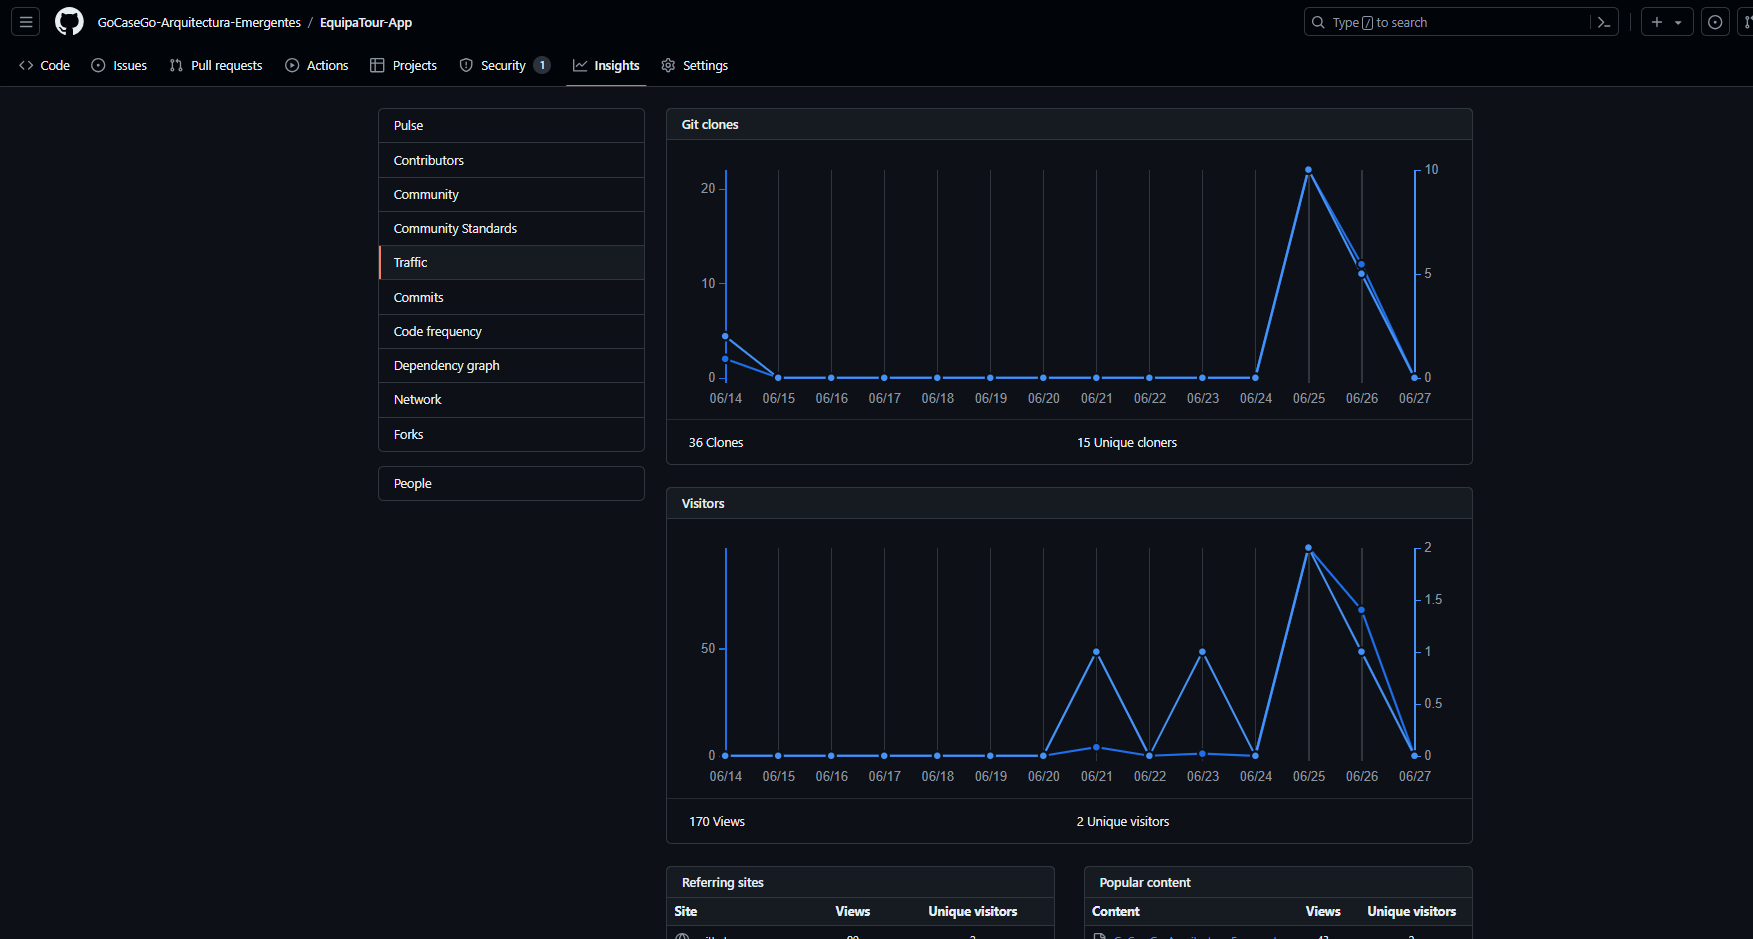 GoCaseGo-Arquitectura-Emergentes / EquipaTour-App
Type / to search
Code Issues Pull requests Actions Projects Security 1 Insights Settings
Pulse
Contributors
Community
Community Standards
Traffic
Commits
Code frequency
Dependency graph
Network
Forks
People
Git clones
20
10
0
10
5
0
06/14 06/15 06/16 06/17 06/18 06/19 06/20 06/21 06/22 06/23 06/24 06/25 06/26 06/27
36 Clones 15 Unique cloners
Visitors
50
0
2
1.5
1
0.5
0
06/14 06/15 06/16 06/17 06/18 06/19 06/20 06/21 06/22 06/23 06/24 06/25 06/26 06/27
170 Views 2 Unique visitors
Referring sites
Site Views Unique visitors
Popular content
Content Views Unique visitors